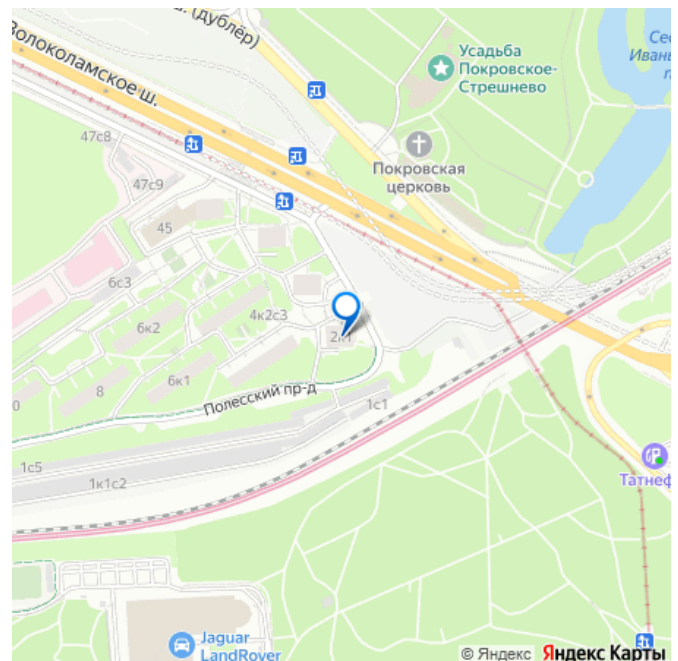 . (дублёр)
Волоколамское ш.
Усадьба
Покровское-
Стрешнево
Покровская
церковь
47с8
47с9
45
6с3
6к2
4к2с3
2к1
6к1
8
0
Полесский пр-д
1с1
1с5
1к1с2
Татнеф
Jaguar
LandRover
© Яндекс Яндекс Карты